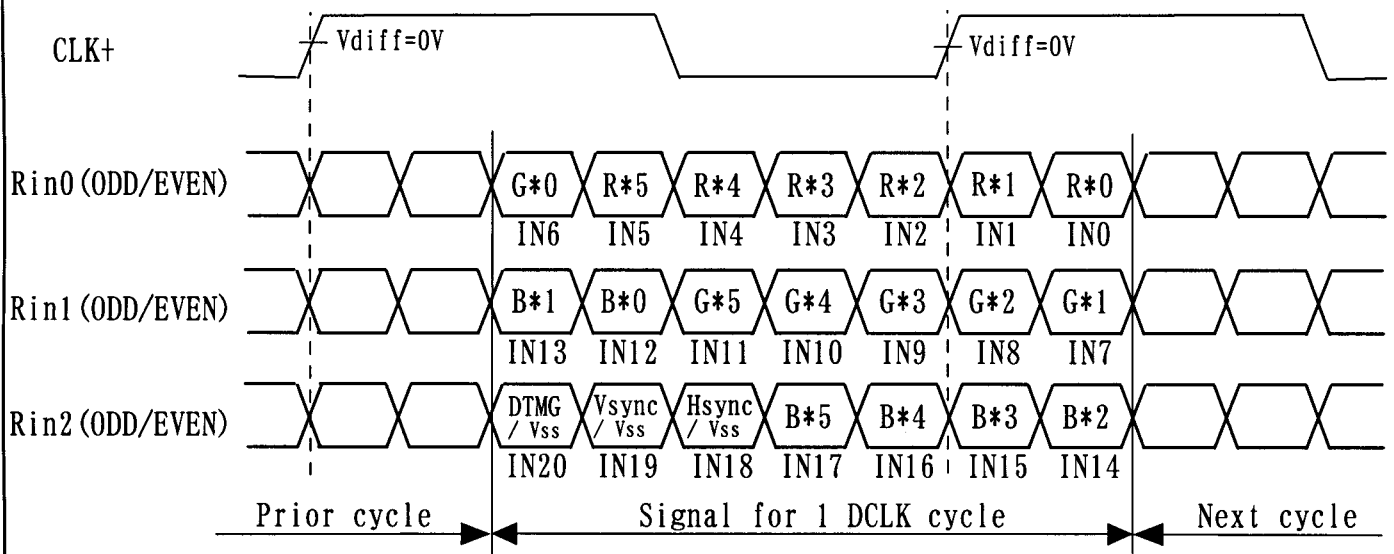 CLK+ Vdiff=0V Vdiff=0V
Rin0(ODD/EVEN) G*0 R*5 R*4 R*3 R*2 R*1 R*0
IN6 IN5 IN4 IN3 IN2 IN1 IN0
Rin1(ODD/EVEN) B*1 B*0 G*5 G*4 G*3 G*2 G*1
IN13 IN12 IN11 IN10 IN9 IN8 IN7
Rin2(ODD/EVEN) DTMG / Vss Vsync / Vss Hsync / Vss B*5 B*4 B*3 B*2
IN20 IN19 IN18 IN17 IN16 IN15 IN14
Prior cycle Signal for 1 DCLK cycle Next cycle